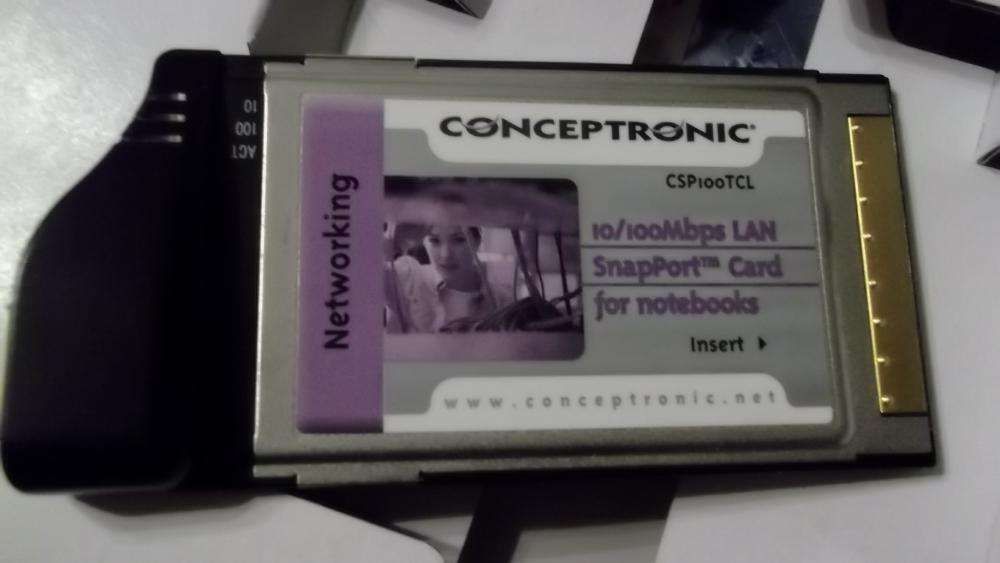 10
100
ACT
Networking
CONCEPTRONIC®
CSP100TCL
10/100Mbps LAN
SnapPort™ Card
for notebooks
Insert
www.conceptronic.net